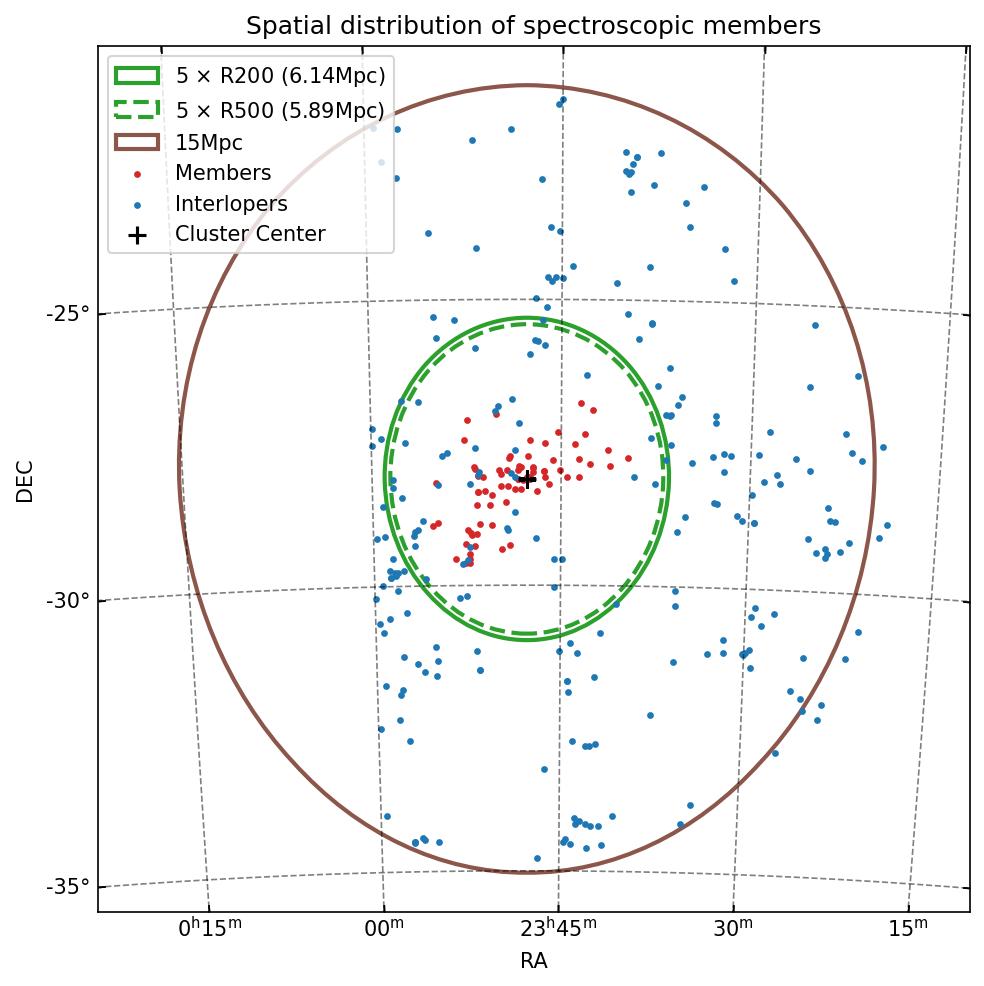 Spatial distribution of spectroscopic members
5 × R200 (6.14Mpc)
5 × R500 (5.89Mpc)
15Mpc
Members
Interlopers
Cluster Center
-25°
-30°
-35°
DEC
0ʰ15ᵐ 00ᵐ 23ʰ45ᵐ 30ᵐ 15ᵐ
RA